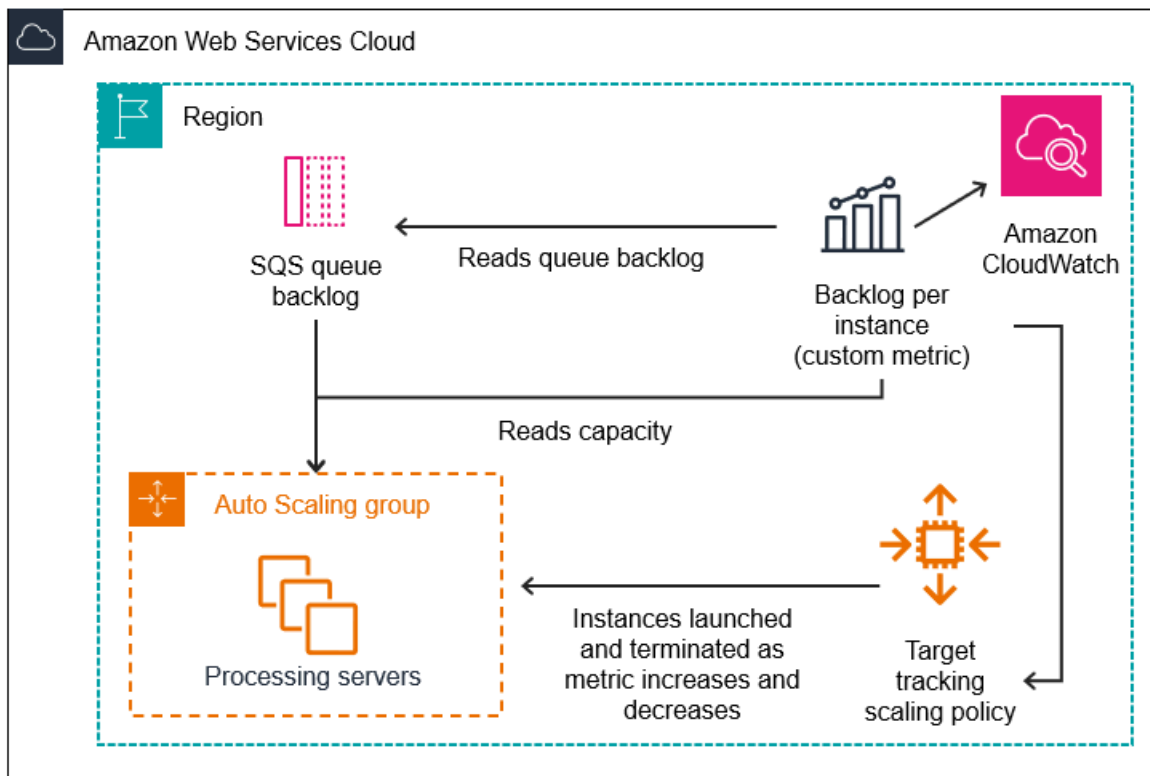 Amazon Web Services Cloud
Region
SQS queue
backlog
Reads queue backlog
Backlog per
instance
(custom metric)
Amazon
CloudWatch
Reads capacity
Auto Scaling group
Processing servers
Instances launched
and terminated as
metric increases and
decreases
Target
tracking
scaling policy